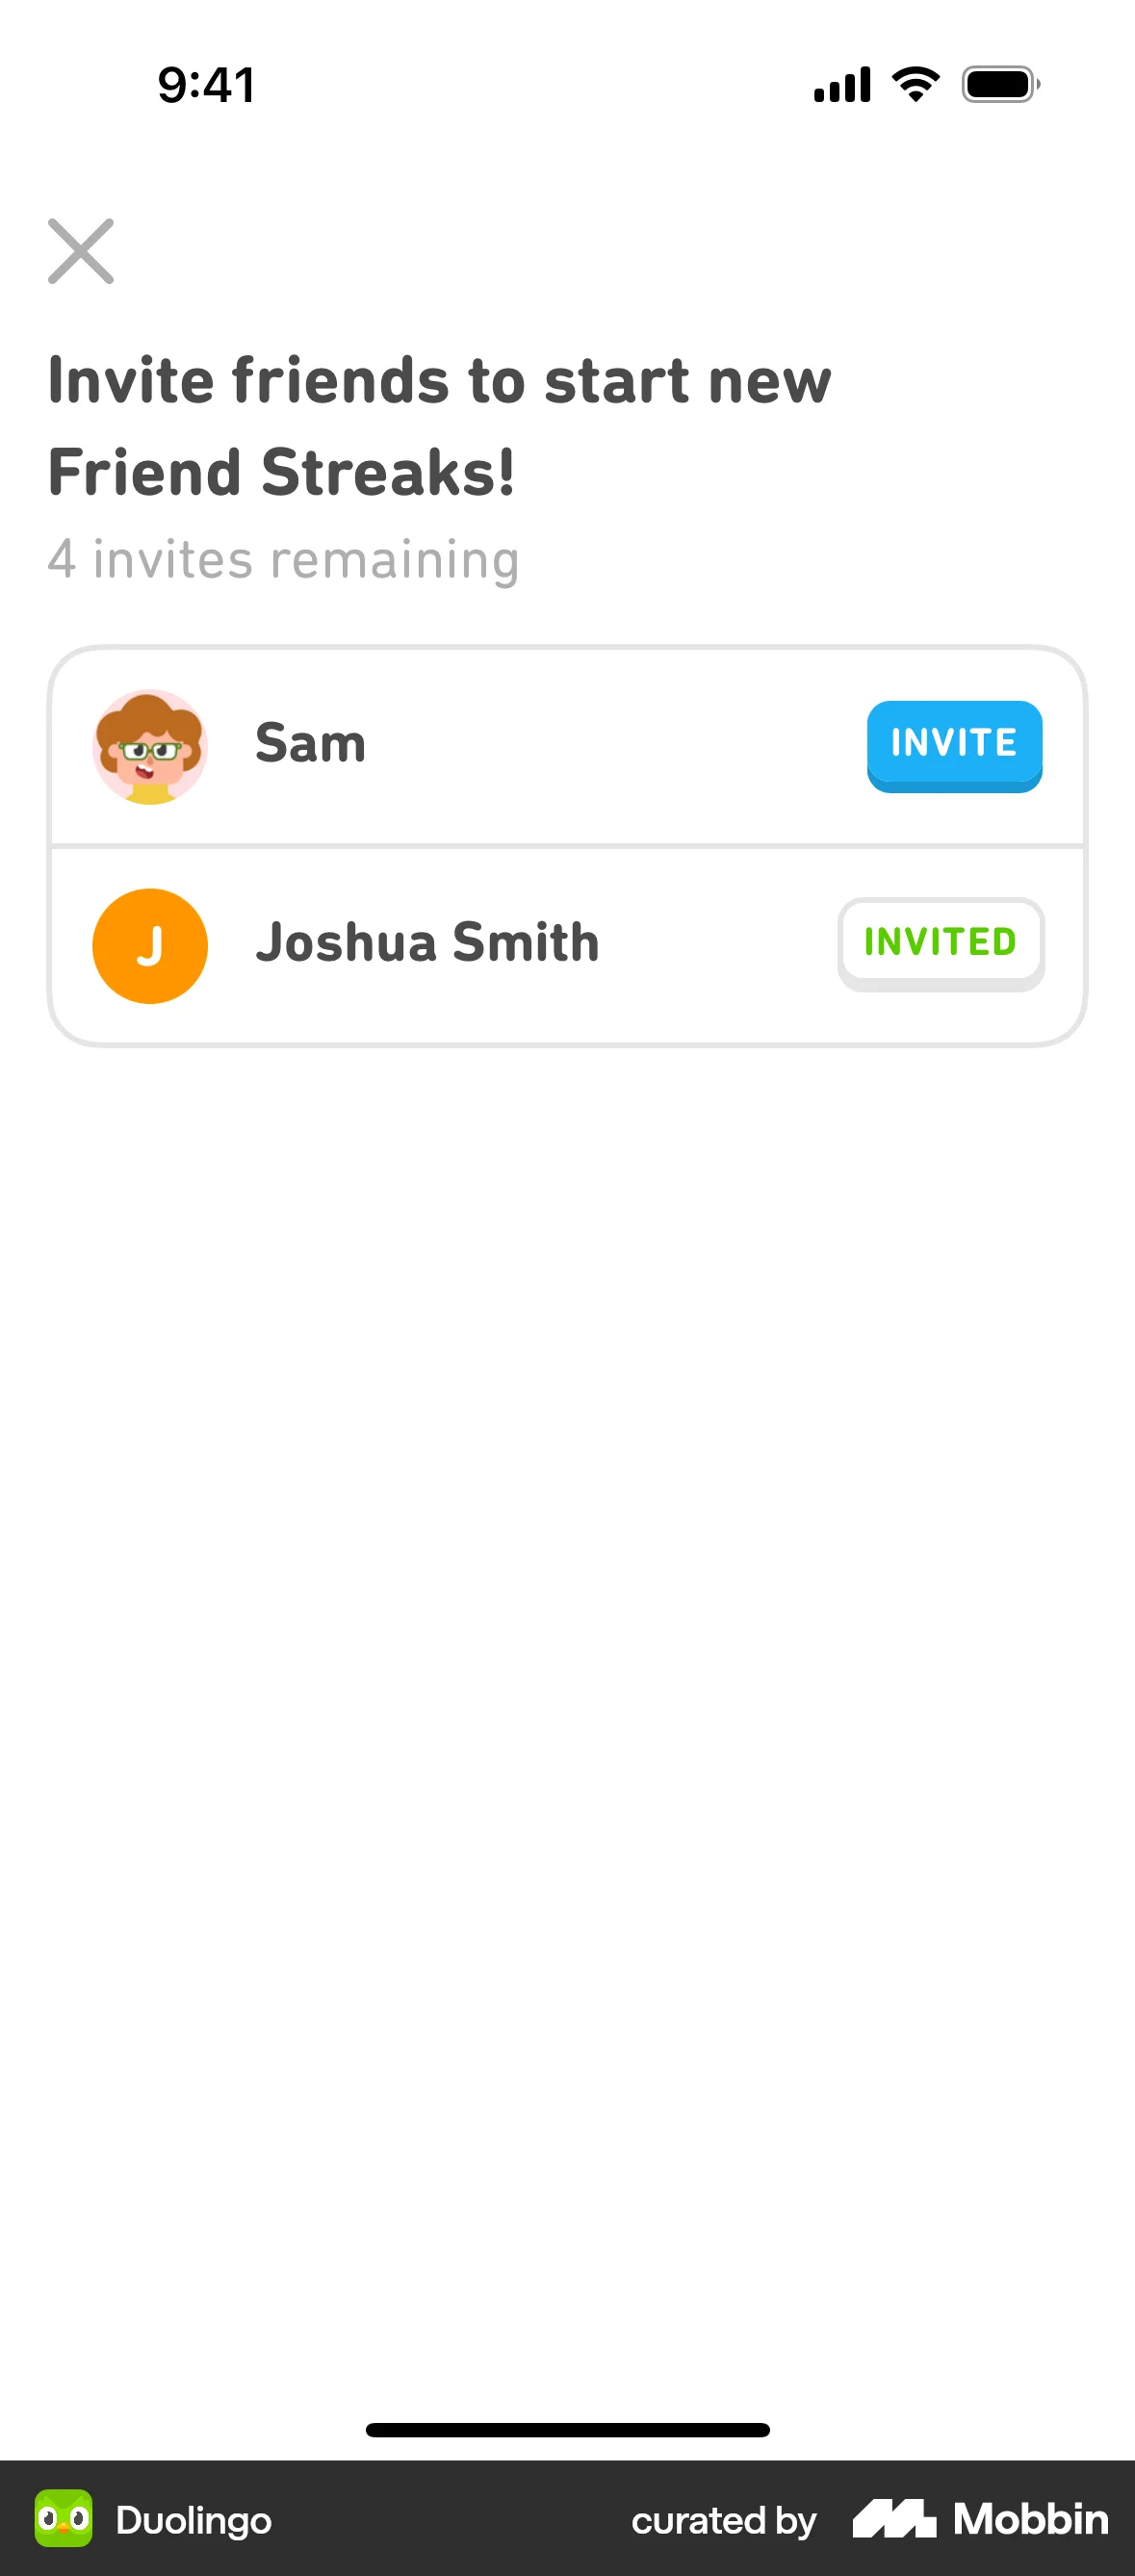 9:41
Invite friends to start new
Friend Streaks!
4 invites remaining
Sam
INVITE
J
Joshua Smith
INVITED
Duolingo
curated by
Mobbin